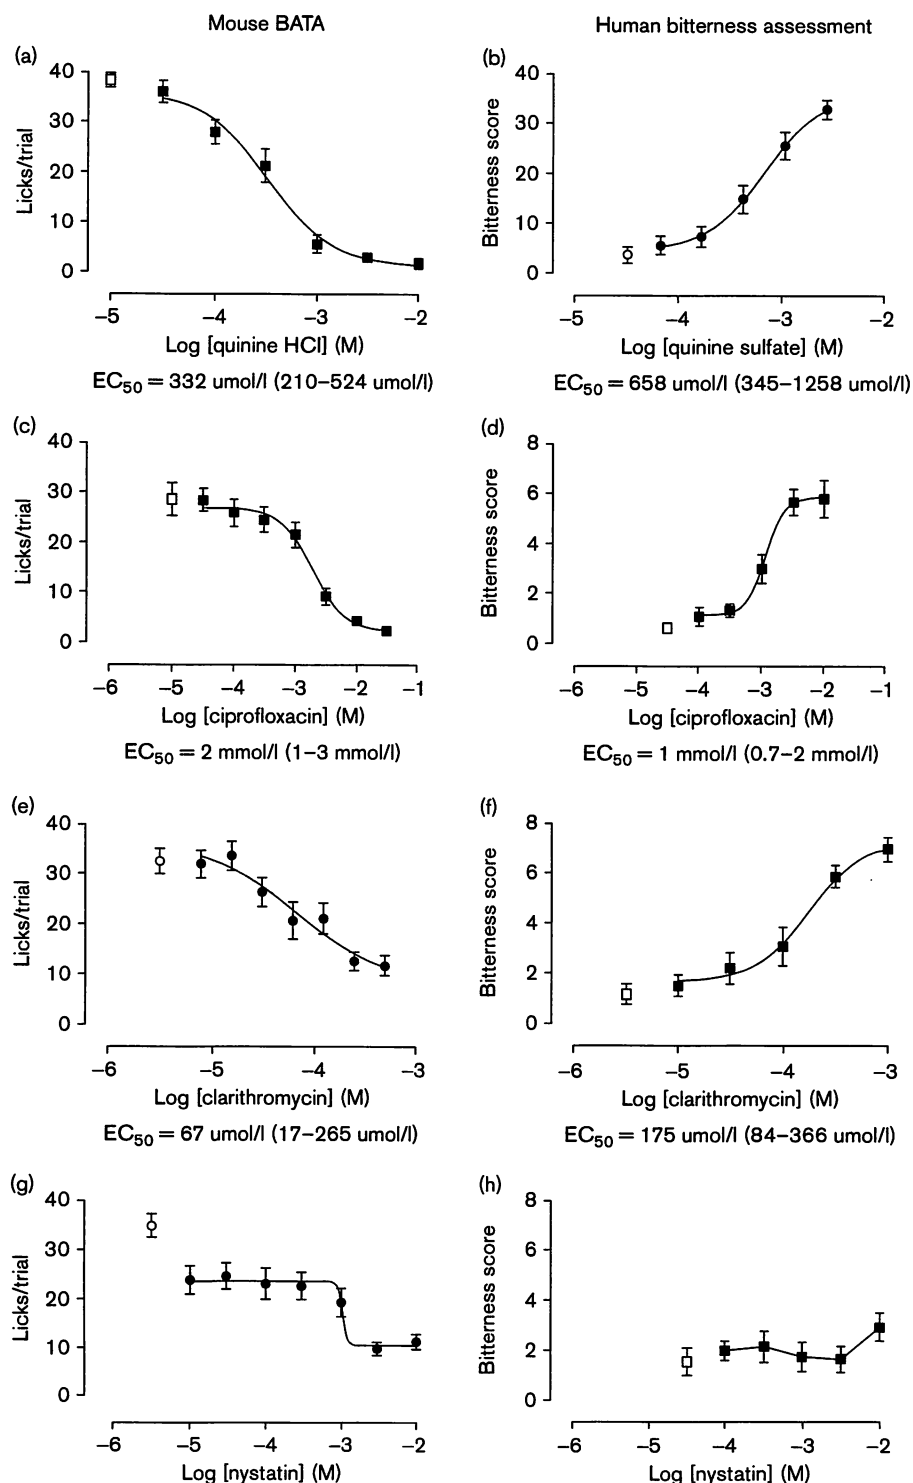 Mouse BATA
Human bitterness assessment
(a)
40
30
20
10
0
Licks/trial
−5
−4
−3
−2
Log [quinine HCl] (M)
EC50 = 332 umol/l (210–524 umol/l)
(b)
40
30
20
10
0
Bitterness score
−5
−4
−3
−2
Log [quinine sulfate] (M)
EC50 = 658 umol/l (345–1258 umol/l)
(c)
40
30
20
10
0
Licks/trial
−6
−5
−4
−3
−2
−1
Log [ciprofloxacin] (M)
EC50 = 2 mmol/l (1–3 mmol/l)
(d)
8
6
4
2
0
Bitterness score
−6
−5
−4
−3
−2
−1
Log [ciprofloxacin] (M)
EC50 = 1 mmol/l (0.7–2 mmol/l)
(e)
40
30
20
10
0
Licks/trial
−6
−5
−4
−3
Log [clarithromycin] (M)
EC50 = 67 umol/l (17–265 umol/l)
(f)
8
6
4
2
0
Bitterness score
−6
−5
−4
−3
Log [clarithromycin] (M)
EC50 = 175 umol/l (84–366 umol/l)
(g)
40
30
20
10
0
Licks/trial
−6
−5
−4
−3
−2
Log [nystatin] (M)
(h)
8
6
4
2
0
Bitterness score
−6
−5
−4
−3
−2
Log [nystatin] (M)